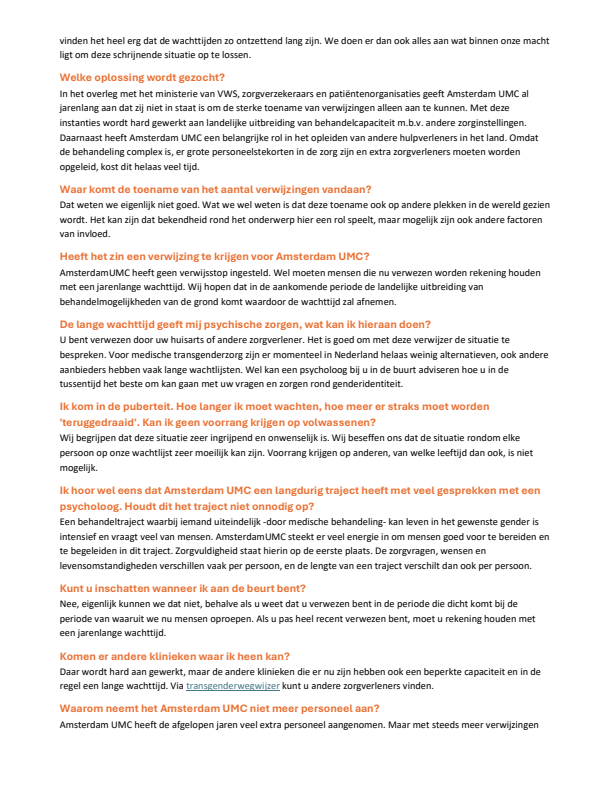 vinden het heel erg dat de wachttijden zo ontzettend lang zijn. We doen er dan ook alles aan wat binnen onze macht
ligt om deze schrijnende situatie op te lossen.
Welke oplossing wordt gezocht?
In het overleg met het ministerie van VWS, zorgverzekeraars en patiëntenorganisaties geeft Amsterdam UMC al
jarenlang aan dat zij niet in staat is om de sterke toename van verwijzingen alleen aan te kunnen. Met deze
instanties wordt hard gewerkt aan landelijke uitbreiding van behandelcapaciteit m.b.v. andere zorginstellingen.
Daarnaast heeft Amsterdam UMC een belangrijke rol in het opleiden van andere hulpverleners in het land. Omdat
de behandeling complex is, er grote personeelstekorten in de zorg zijn en extra zorgverleners moeten worden
opgeleid, kost dit helaas veel tijd.
Waar komt de toename van het aantal verwijzingen vandaan?
Dat weten we eigenlijk niet goed. Wat we wel weten is dat deze toename ook op andere plekken in de wereld gezien
wordt. Het kan zijn dat bekendheid rond het onderwerp hier een rol speelt, maar mogelijk zijn ook andere factoren
van invloed.
Heeft het zin een verwijzing te krijgen voor Amsterdam UMC?
AmsterdamUMC heeft geen verwijsstop ingesteld. Wel moeten mensen die nu verwezen worden rekening houden
met een jarenlange wachttijd. Wij hopen dat in de aankomende periode de landelijke uitbreiding van
behandelmogelijkheden van de grond komt waardoor de wachttijd zal afnemen.
De lange wachttijd geeft mij psychische zorgen, wat kan ik hieraan doen?
U bent verwezen door uw huisarts of andere zorgverlener. Het is goed om met deze verwijzer de situatie te
bespreken. Voor medische transgenderzorg zijn er momenteel in Nederland helaas weinig alternatieven, ook andere
aanbieders hebben vaak lange wachtlijsten. Wel kan een psycholoog bij u in de buurt adviseren hoe u in de
tussentijd het beste om kan gaan met uw vragen en zorgen rond genderidentiteit.
Ik kom in de puberteit. Hoe langer ik moet wachten, hoe meer er straks moet worden
'teruggedraaid'. Kan ik geen voorrang krijgen op volwassenen?
Wij begrijpen dat deze situatie zeer ingrijpend en onwenselijk is. Wij beseffen ons dat de situatie rondom elke
persoon op onze wachtlijst zeer moeilijk kan zijn. Voorrang krijgen op anderen, van welke leeftijd dan ook, is niet
mogelijk.
Ik hoor wel eens dat Amsterdam UMC een langdurig traject heeft met veel gesprekken met een
psycholoog. Houdt dit het traject niet onnodig op?
Een behandeltraject waarbij iemand uiteindelijk -door medische behandeling- kan leven in het gewenste gender is
intensief en vraagt veel van mensen. AmsterdamUMC steekt er veel energie in om mensen goed voor te bereiden en
te begeleiden in dit traject. Zorgvuldigheid staat hierin op de eerste plaats. De zorgvragen, wensen en
levensomstandigheden verschillen vaak per persoon, en de lengte van een traject verschilt dan ook per persoon.
Kunt u inschatten wanneer ik aan de beurt bent?
Nee, eigenlijk kunnen we dat niet, behalve als u weet dat u verwezen bent in de periode die dicht komt bij de
periode van waaruit we nu mensen oproepen. Als u pas heel recent verwezen bent, moet u rekening houden met
een jarenlange wachttijd.
Komen er andere klinieken waar ik heen kan?
Daar wordt hard aan gewerkt, maar de andere klinieken die er nu zijn hebben ook een beperkte capaciteit en in de
regel een lange wachttijd. Via transgenderwegwijzer kunt u andere zorgverleners vinden.
Waarom neemt het Amsterdam UMC niet meer personeel aan?
Amsterdam UMC heeft de afgelopen jaren veel extra personeel aangenomen. Maar met steeds meer verwijzingen